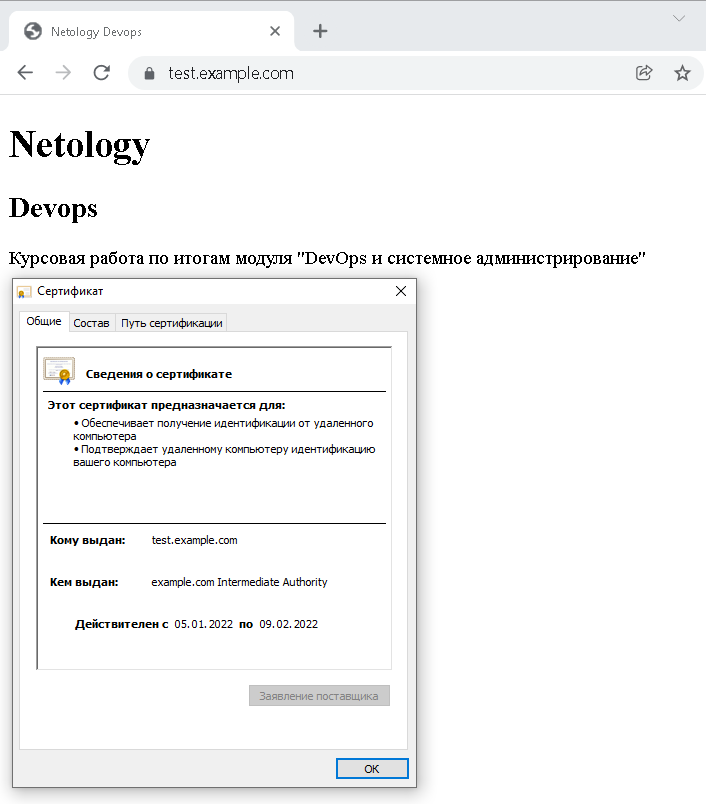 Netology Devops
test.example.com
Netology
Devops
Курсовая работа по итогам модуля "DevOps и системное администрирование"
Сертификат
Общие Состав Путь сертификации
Сведения о сертификате
Этот сертификат предназначается для:
• Обеспечивает получение идентификации от удаленного
компьютера
• Подтверждает удаленному компьютеру идентификацию
вашего компьютера
Кому выдан: test.example.com
Кем выдан: example.com Intermediate Authority
Действителен с 05.01.2022 по 09.02.2022
Заявление поставщика
ОК